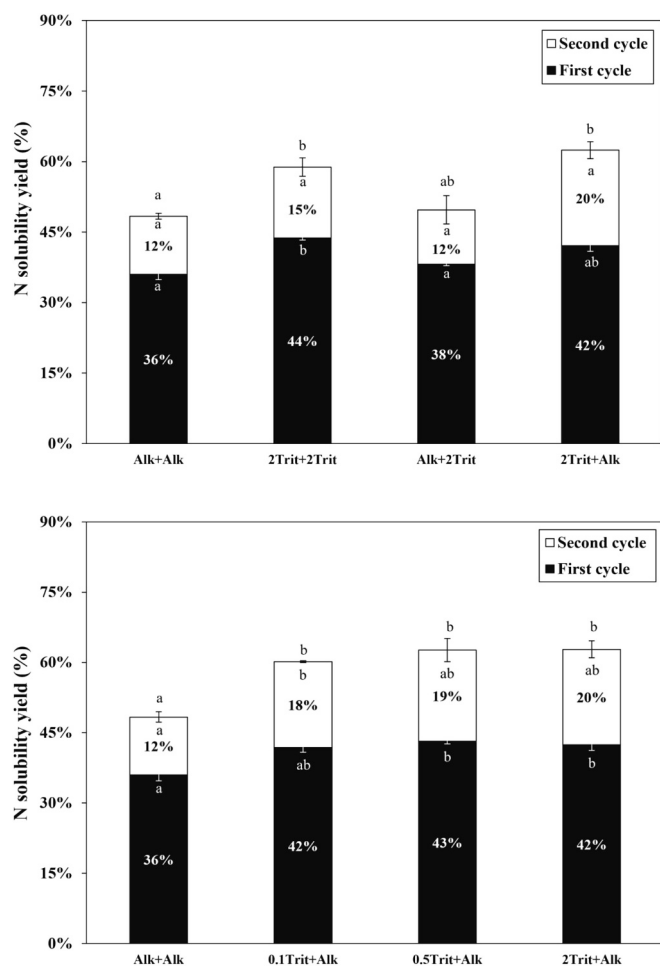 90%
Second cycle
First cycle
75%
b
60%
b
a
ab
a
a
20%
15%
a
a
45%
12%
12%
b
ab
a
a
30%
44%
42%
38%
36%
15%
0%
N solubility yield (%)
Alk+Alk 2Trit+2Trit Alk+2Trit 2Trit+Alk
90%
Second cycle
First cycle
75%
b b
b
60%
b ab ab
a
18% 19% 20%
a
45%
12%
ab b b
a
30%
36% 42% 43% 42%
15%
0%
N solubility yield (%)
Alk+Alk 0.1Trit+Alk 0.5Trit+Alk 2Trit+Alk